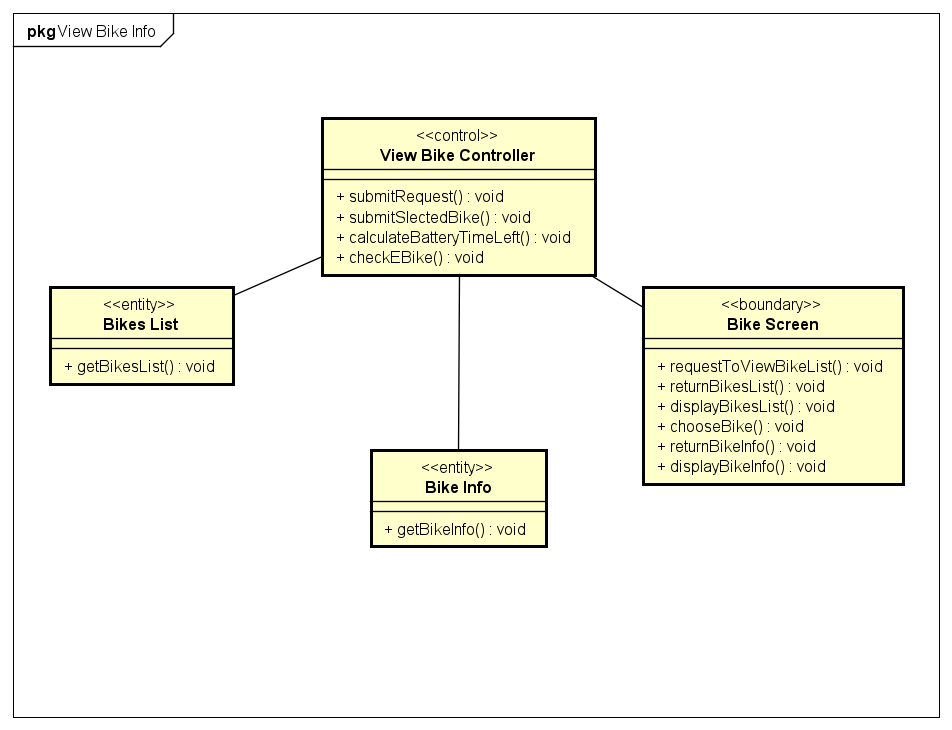 pkg View Bike Info
<<control>>
View Bike Controller
+ submitRequest() : void
+ submitSlectedBike() : void
+ calculateBatteryTimeLeft() : void
+ checkEBike() : void
<<entity>>
Bikes List
+ getBikesList() : void
<<boundary>>
Bike Screen
+ requestToViewBikeList() : void
+ returnBikesList() : void
+ displayBikesList() : void
+ chooseBike() : void
+ returnBikeInfo() : void
+ displayBikeInfo() : void
<<entity>>
Bike Info
+ getBikeInfo() : void